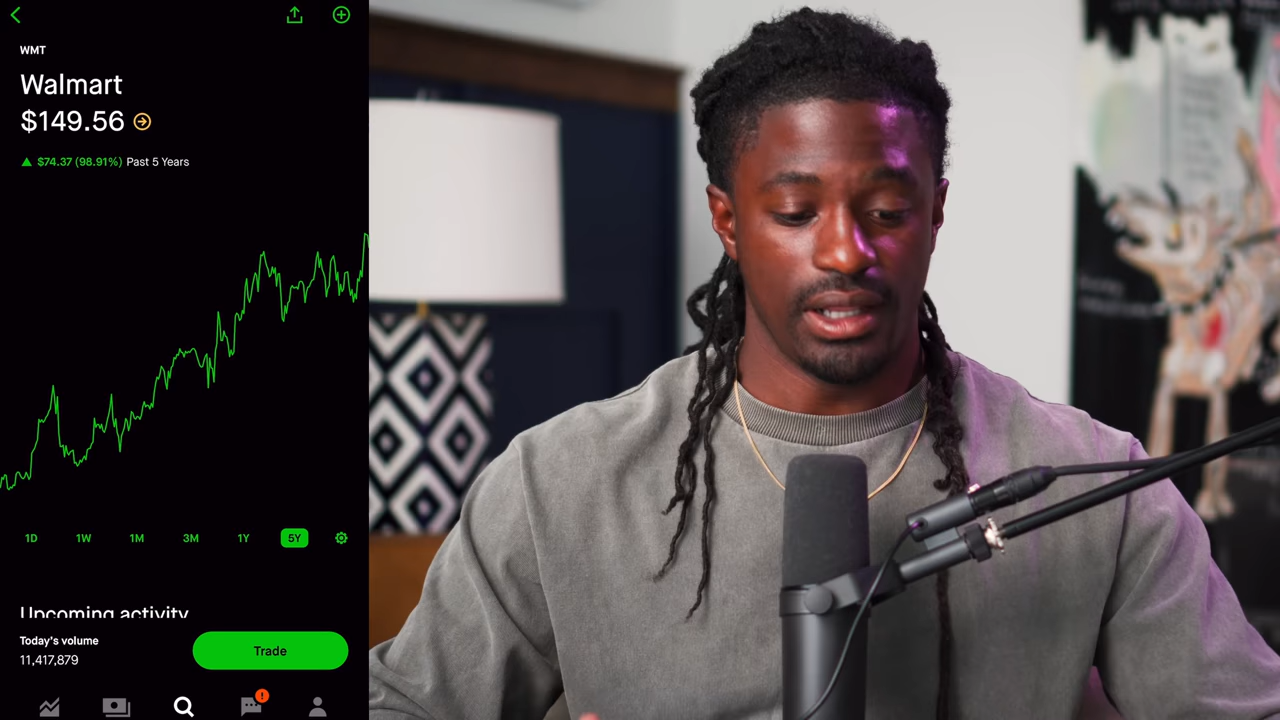 WMT
Walmart
$149.56
▲ $74.37 (98.91%) Past 5 Years
1D 1W 1M 3M 1Y 5Y
Upcoming activity
Today's volume
11,417,879
Trade
!